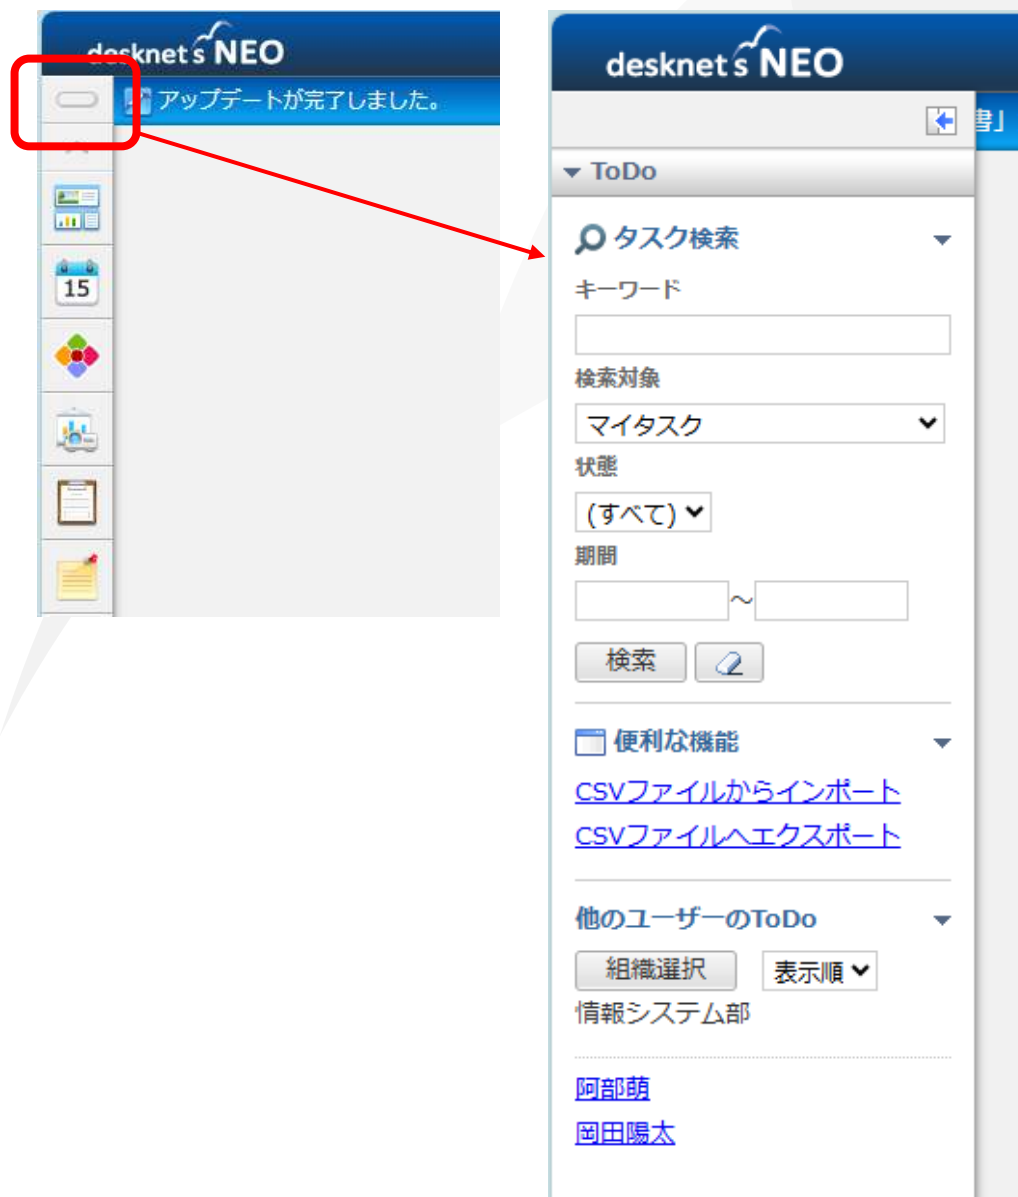 desknet's NEO
アップデートが完了しました。
15
desknet's NEO
書」
ToDo
タスク検索
キーワード
検索対象
マイタスク
状態
(すべて)
期間
～
検索
便利な機能
CSVファイルからインポート
CSVファイルへエクスポート
他のユーザーのToDo
組織選択 表示順
情報システム部
阿部萌
岡田陽太